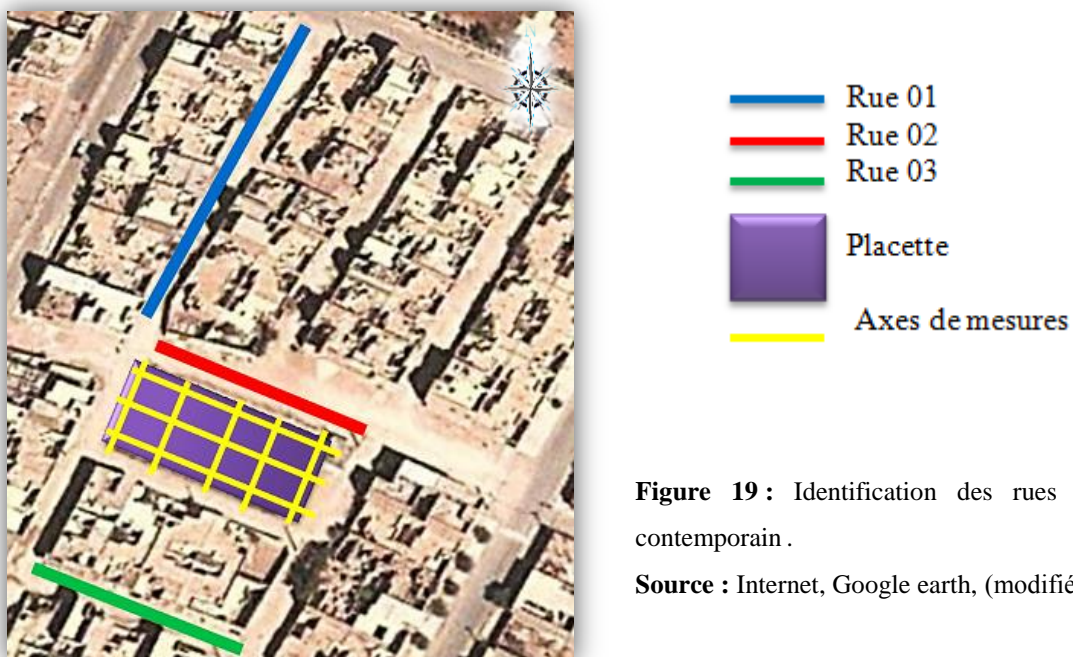 Rue 01
Rue 02
Rue 03
Placette
Axes de mesures
Figure 19 : Identification des rues
contemporain .
Source : Internet, Google earth, (modifié